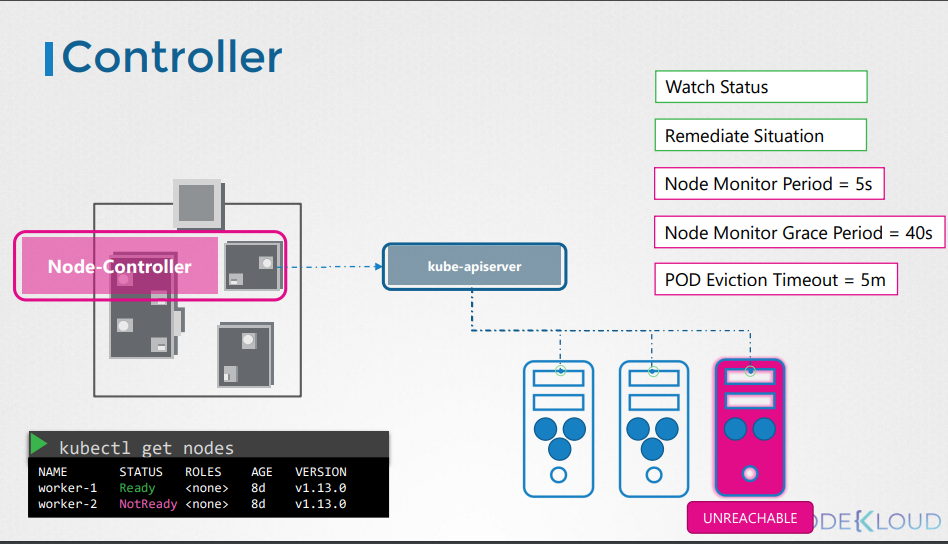 Controller
Watch Status
Remediate Situation
Node Monitor Period = 5s
Node Monitor Grace Period = 40s
POD Eviction Timeout = 5m
Node-Controller
kube-apiserver
kubectl get nodes
NAME STATUS ROLES AGE VERSION
worker-1 Ready <none> 8d v1.13.0
worker-2 NotReady <none> 8d v1.13.0
UNREACHABLE
ODEKLOUD